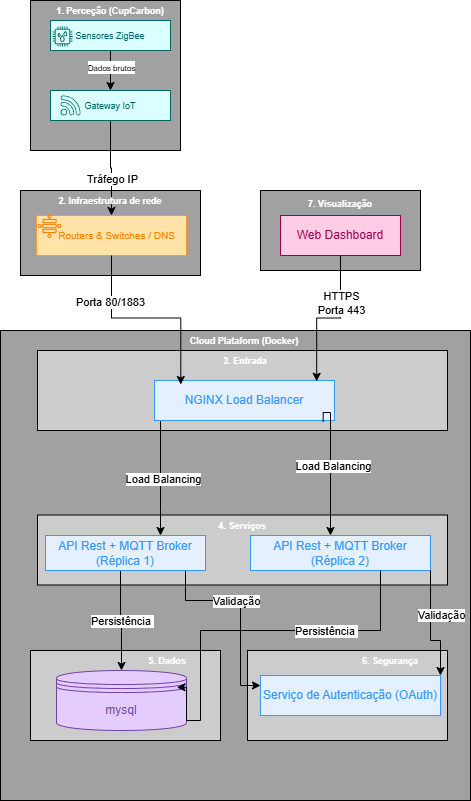 1. Perceção (CupCarbon)
Sensores ZigBee
Dados brutos
Gateway IoT
Tráfego IP
2. Infraestrutura de rede
Routers & Switches / DNS
7. Visualização
Web Dashboard
Porta 80/1883
HTTPS
Porta 443
Cloud Plataform (Docker)
3. Entrada
NGINX Load Balancer
Load Balancing
Load Balancing
4. Serviços
API Rest + MQTT Broker
(Réplica 1)
API Rest + MQTT Broker
(Réplica 2)
Validação
Persistência
Validação
Persistência
5. Dados
mysql
6. Segurança
Serviço de Autenticação (OAuth)